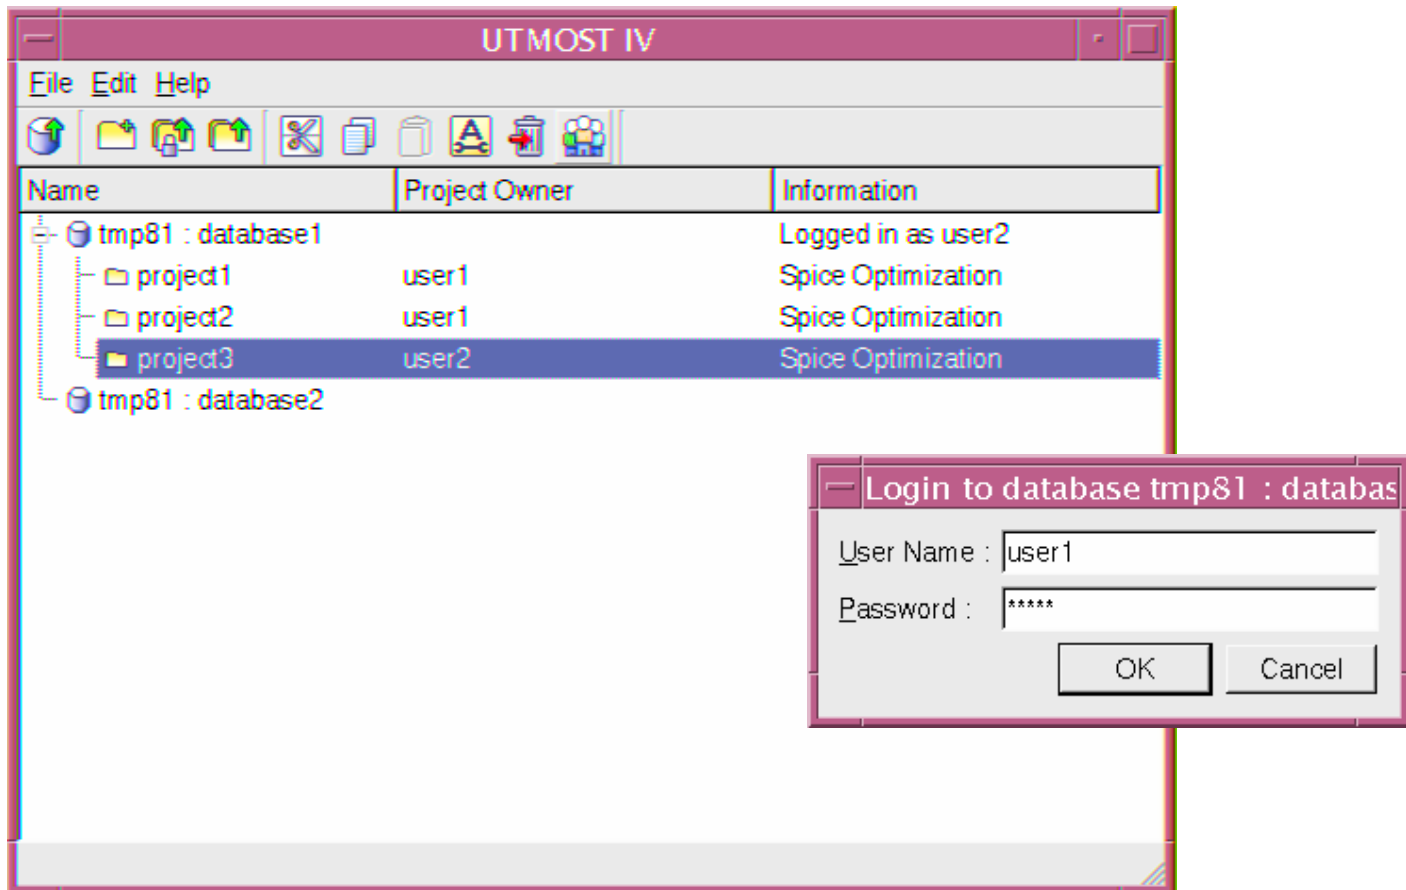 UTMOST IV
File Edit Help
Name Project Owner Information
tmp81 : database1 Logged in as user2
project1 user1 Spice Optimization
project2 user1 Spice Optimization
project3 user2 Spice Optimization
tmp81 : database2
Login to database tmp81 : databas
User Name : user1
Password : *****
OK Cancel